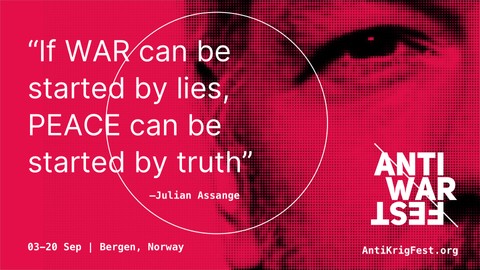 “If WAR can be
started by lies,
PEACE can be
started by truth”
—Julian Assange
ANTI
WAR
FEST
03—20 Sep | Bergen, Norway
AntiKrigFest.org